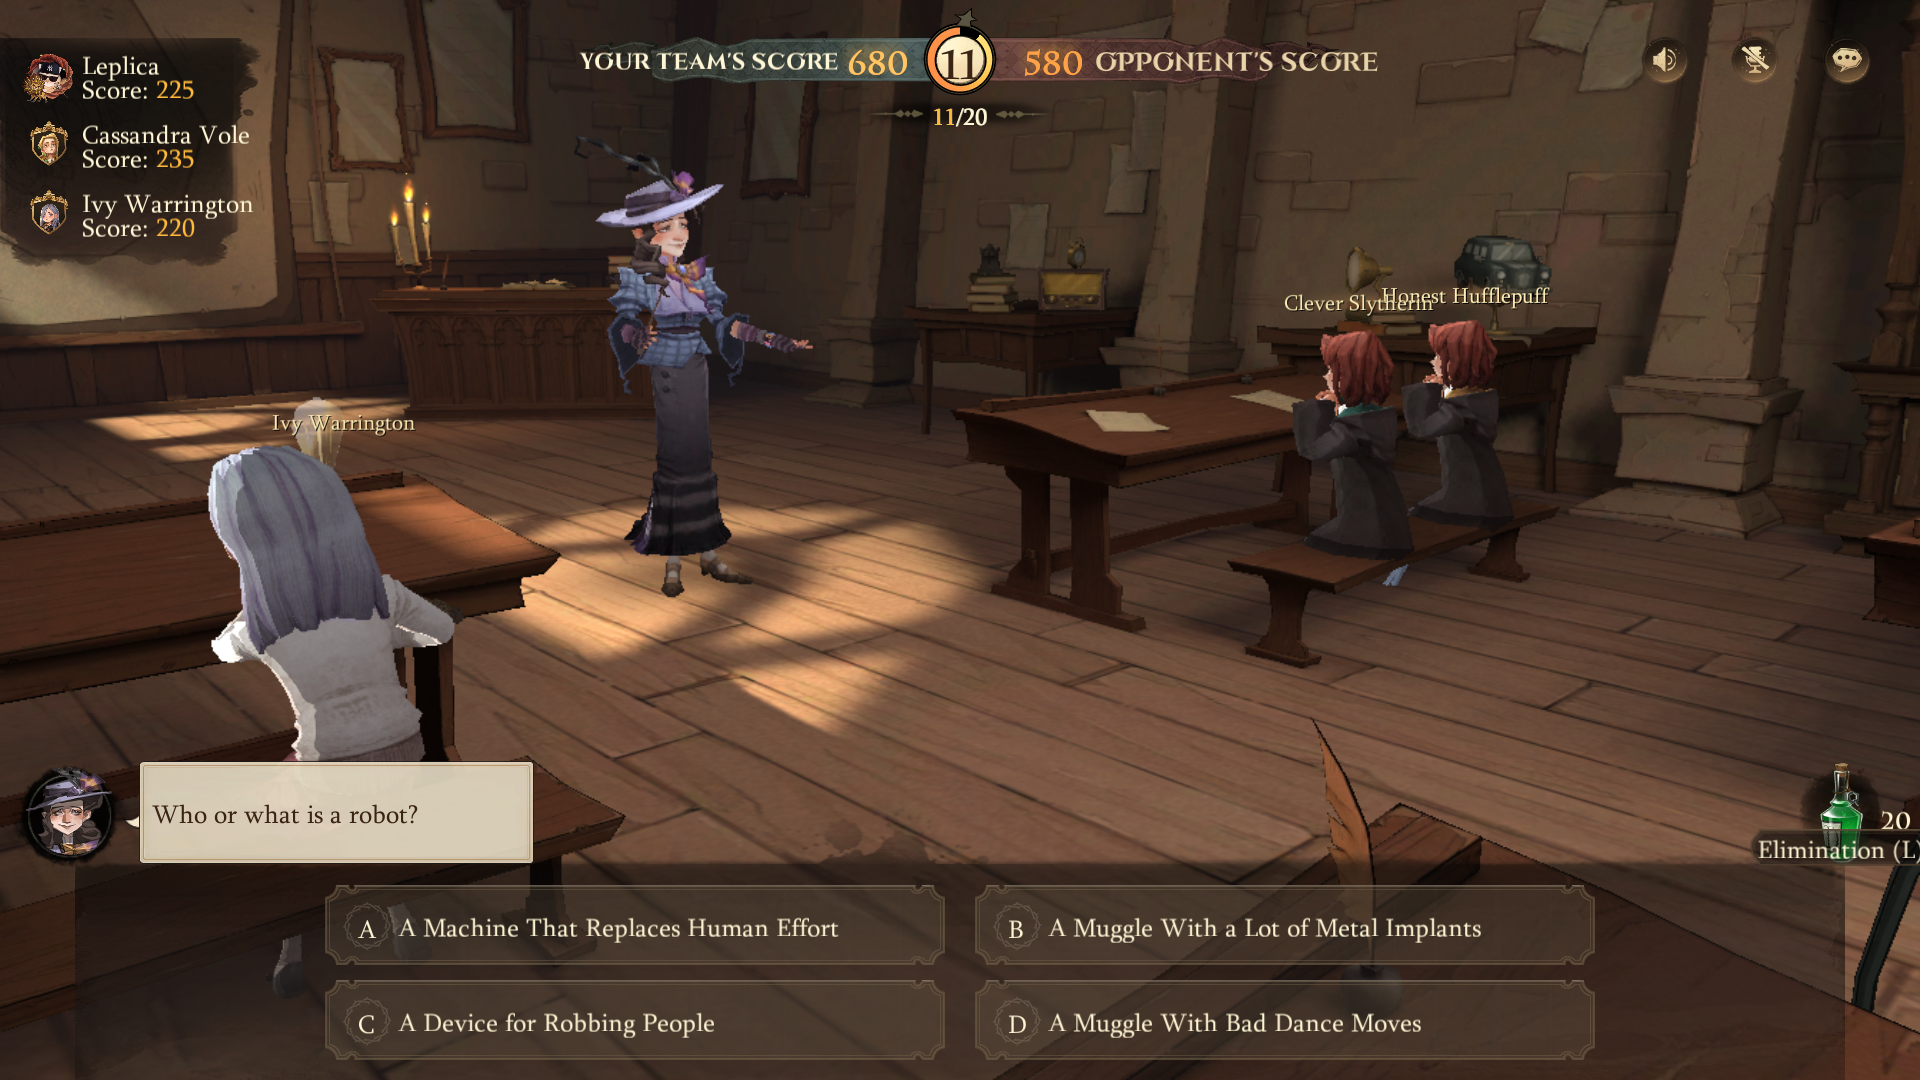 Leplica
Score: 225
Cassandra Vole
Score: 235
Ivy Warrington
Score: 220
YOUR TEAM'S SCORE 680 11 580 OPPONENT'S SCORE
11/20
Clever Slytherin
Honest Hufflepuff
Ivy Warrington
Who or what is a robot?
20
Elimination (L)
A A Machine That Replaces Human Effort
B A Muggle With a Lot of Metal Implants
C A Device for Robbing People
D A Muggle With Bad Dance Moves